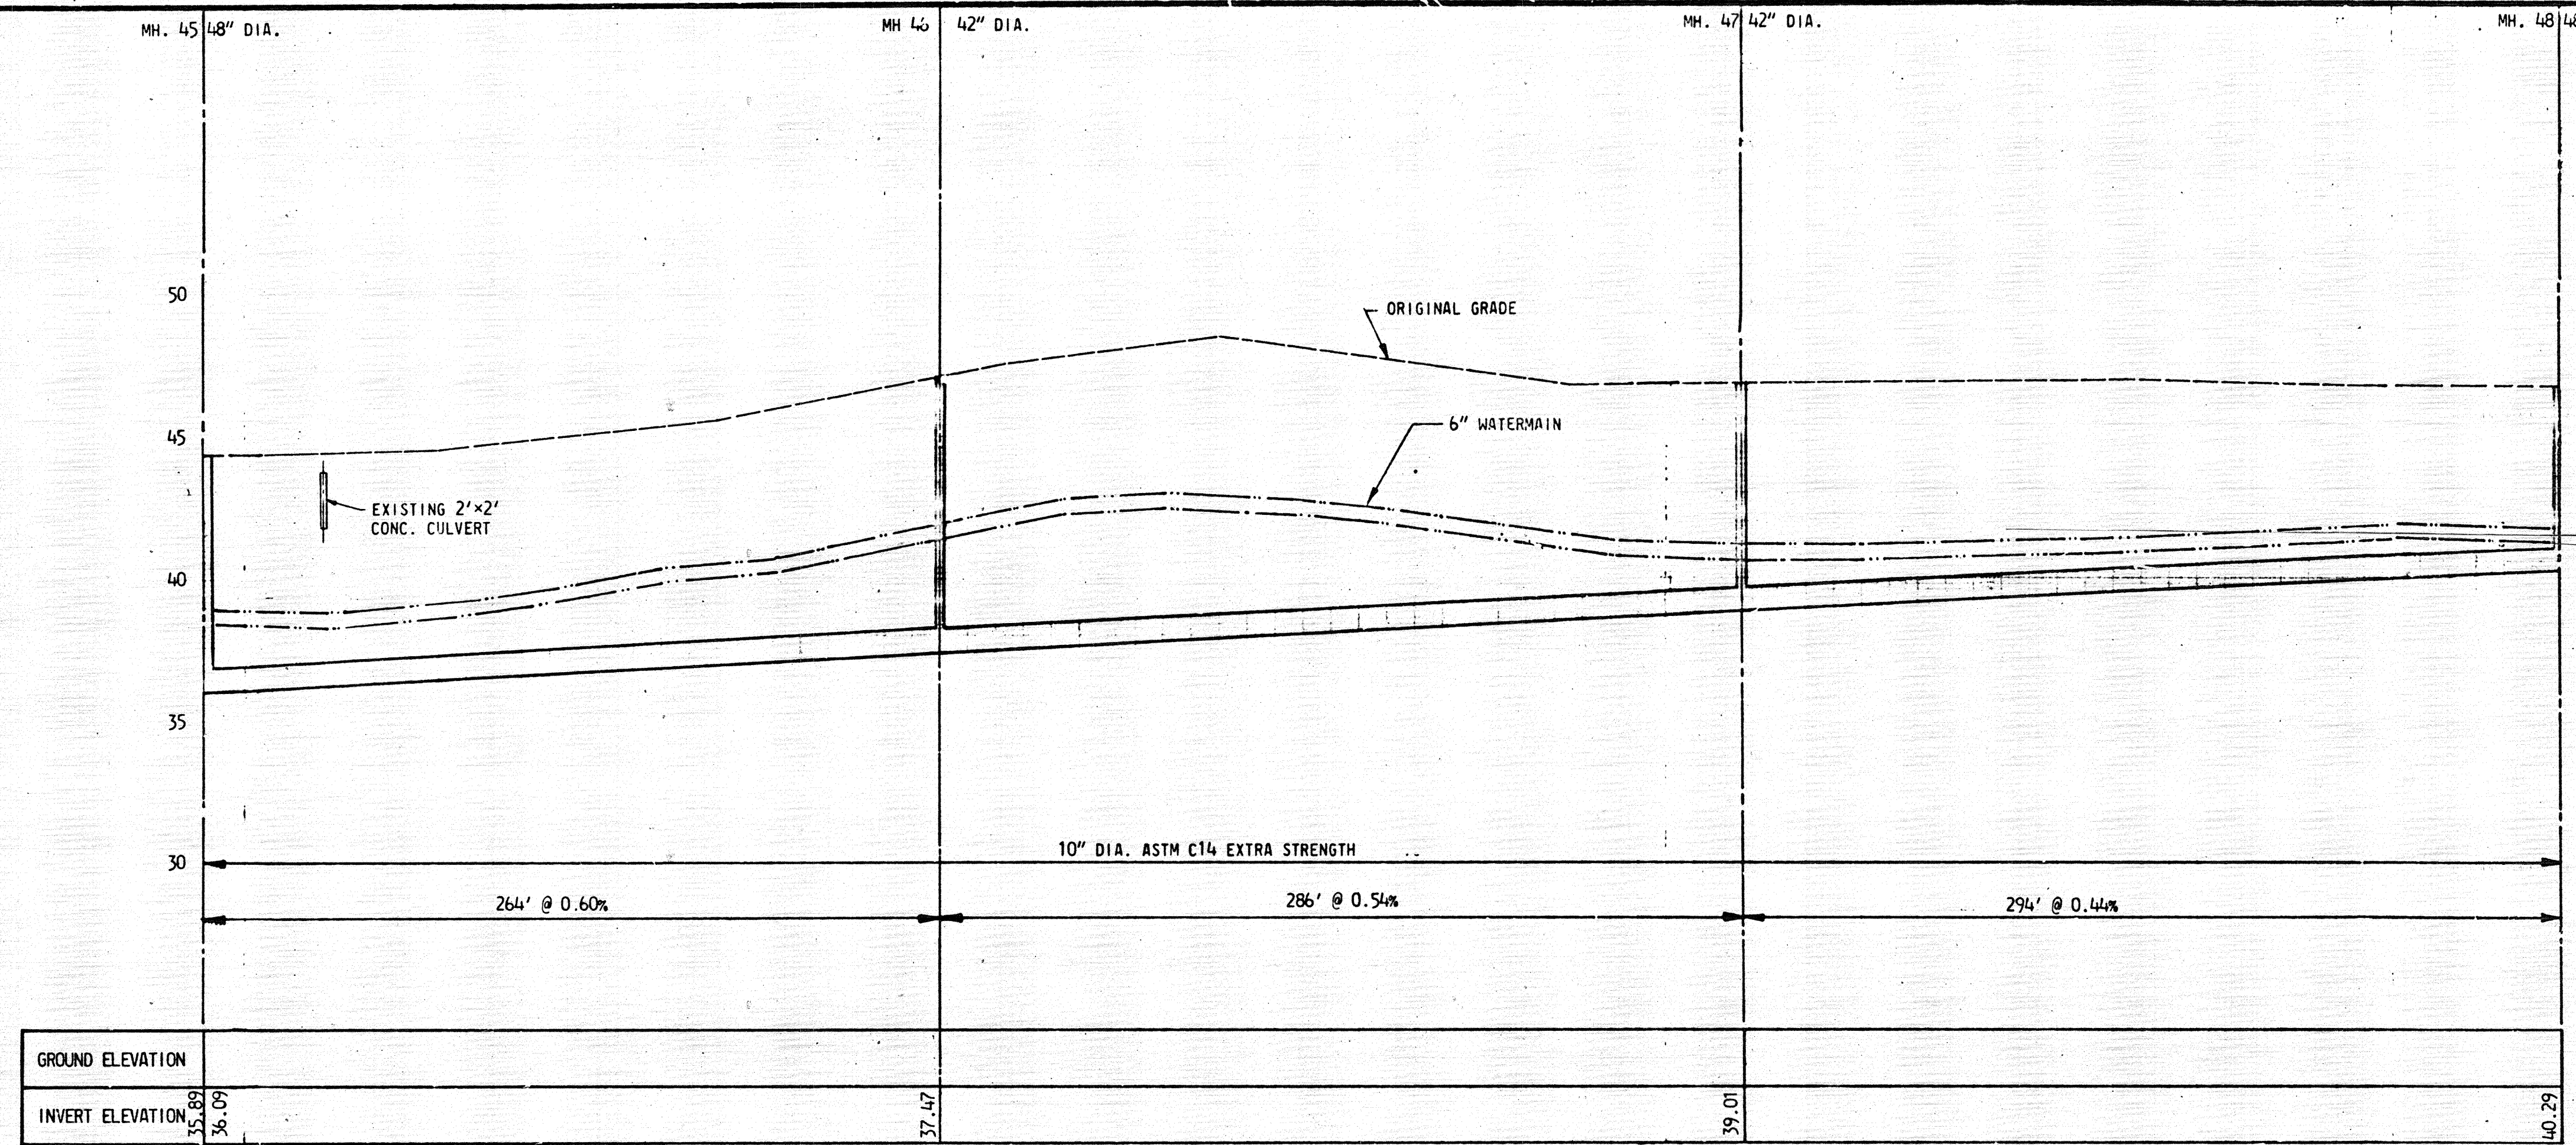 MH. 45 48" DIA.
MH 46 42" DIA.
MH. 47 42" DIA.
MH. 48
50
ORIGINAL GRADE
45
6" WATERMAIN
EXISTING 2'×2'
CONC. CULVERT
40
35
30
10" DIA. ASTM C14 EXTRA STRENGTH
264' @ 0.60%
286' @ 0.54%
294' @ 0.44%
GROUND ELEVATION
INVERT ELEVATION
35.89
36.09
37.47
39.01
40.29